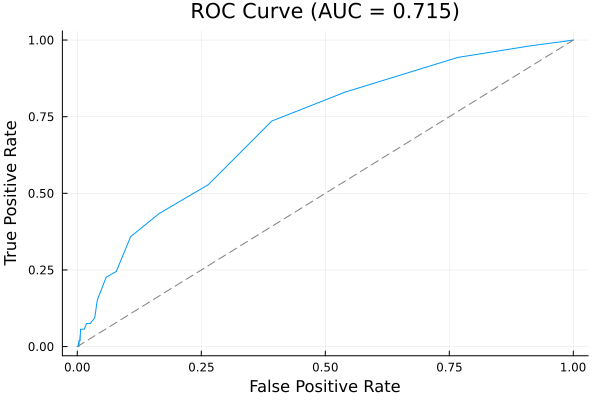 ROC Curve (AUC = 0.715)
1.00
0.75
0.50
0.25
0.00
True Positive Rate
0.00 0.25 0.50 0.75 1.00
False Positive Rate